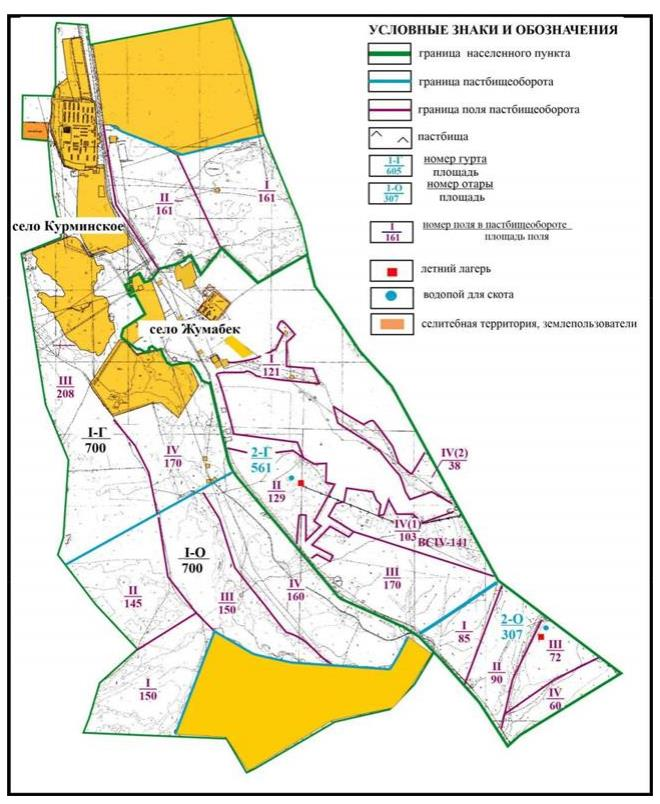 УСЛОВНЫЕ ЗНАКИ И ОБОЗНАЧЕНИЯ
граница населенного пункта
граница пастбищеоборота
граница поля пастбищеоборота
пастбища
1-Г
605
номер гурта
площадь
1-О
307
номер отары
площадь
I
161
номер поля в пастбищеобороте
площадь поля
летний лагерь
водопой для скота
селитебная территория, землепользователи
I
161
II
161
село Курминское
село Жумабек
I
121
III
208
I-Г
700
IV
170
2-Г
561
II
129
IV(2)
38
IV(1)
103
ВСIV-141
I-О
700
II
145
III
150
IV
160
III
170
I
85
2-О
307
III
72
II
90
IV
60
I
150